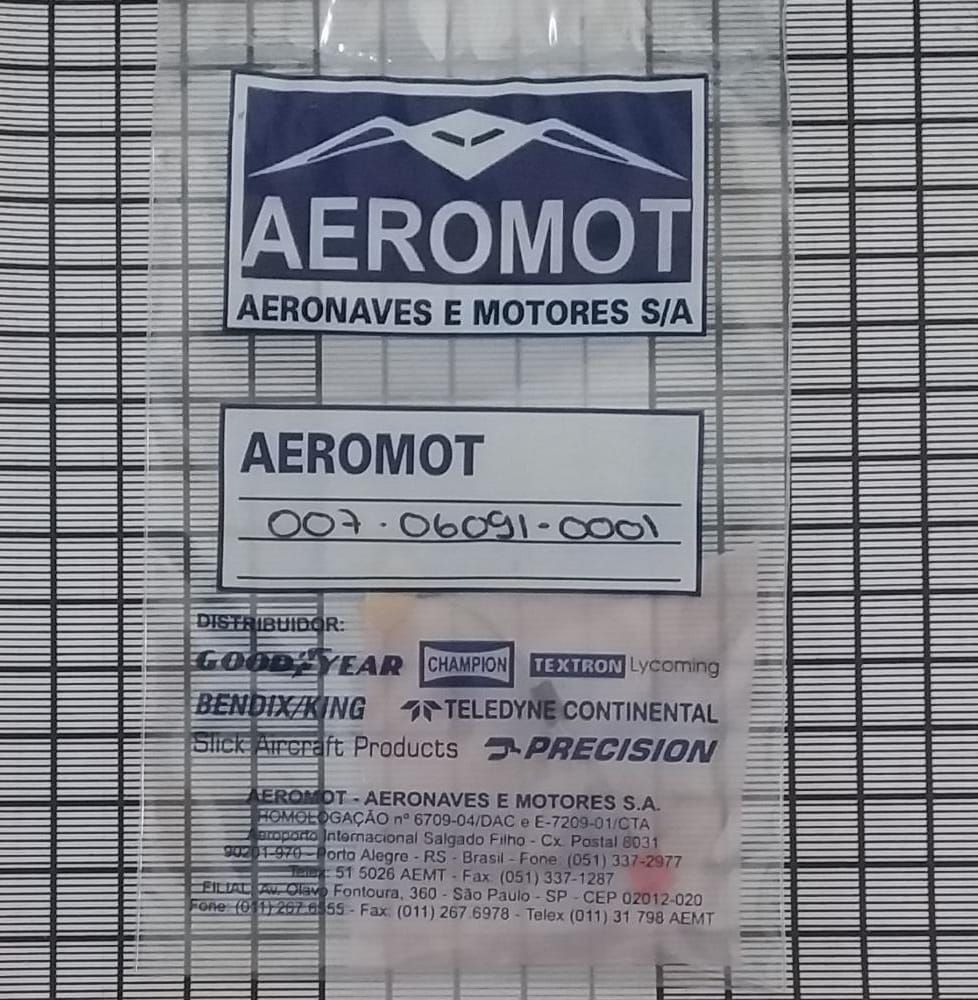 AEROMOT
AERONAVES E MOTORES S/A
AEROMOT
007-06091-0001
DISTRIBUIDOR:
GOODYEAR CHAMPION TEXTRON Lycoming
BENDIX/KING TELEDYNE CONTINENTAL
Slick Aircraft Products PRECISION
AEROMOT - AERONAVES E MOTORES S.A.
HOMOLOGAÇÃO nº 6709-04/DAC e E-7209-01/CTA
Aeroporto Internacional Salgado Filho - Cx. Postal 8031
90201-970 - Porto Alegre - RS - Brasil - Fone: (051) 337-2977
Telex: 51 5026 AEMT - Fax: (051) 337-1287
FILIAL: Av. Olavo Fontoura, 360 - São Paulo - SP - CEP 02012-020
Fone: (011) 267.6555 - Fax: (011) 267.6978 - Telex (011) 31 798 AEMT